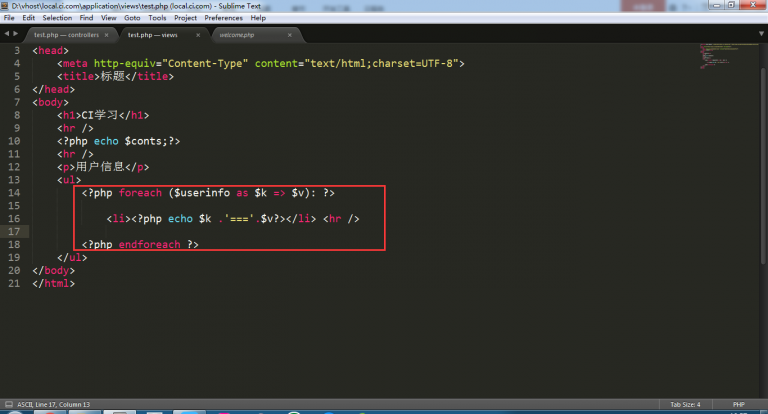 D:\vhost\local.ci.com\application\views\test.php (local.ci.com) - Sublime Text
File Edit Selection Find View Goto Tools Project Preferences Help
test.php — controllers × test.php — views × welcome.php ×
3 <head>
4 <meta http-equiv="Content-Type" content="text/html;charset=UTF-8">
5 <title>标题</title>
6 </head>
7 <body>
8 <h1>CI学习</h1>
9 <hr />
10 <?php echo $conts;?>
11 <hr />
12 <p>用户信息</p>
13 <ul>
14 <?php foreach ($userinfo as $k => $v): ?>
15
16 <li><?php echo $k .'==='.$v?></li> <hr />
17
18 <?php endforeach ?>
19 </ul>
20 </body>
21 </html>
ASCII, Line 17, Column 13 Tab Size: 4 PHP